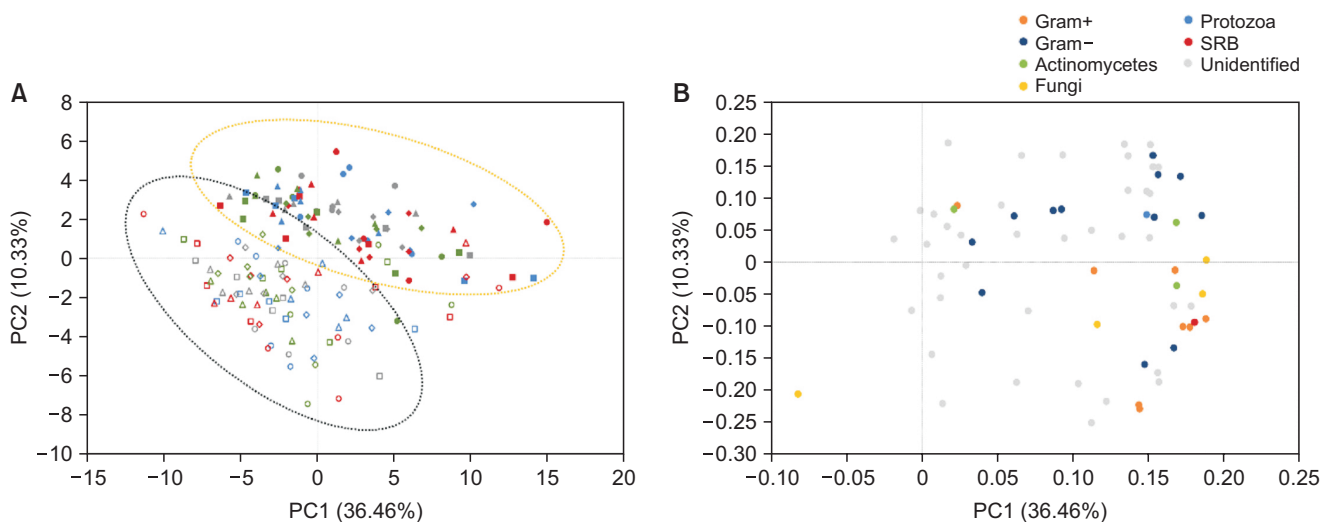 Gram+
Gram−
Actinomycetes
Fungi
Protozoa
SRB
Unidentified
A
8
6
4
2
0
−2
−4
−6
−8
−10
PC2 (10.33%)
−15
−10
−5
0
5
10
15
20
PC1 (36.46%)
B
0.25
0.20
0.15
0.10
0.05
0
−0.05
−0.10
−0.15
−0.20
−0.25
−0.30
PC2 (10.33%)
−0.10
−0.05
0
0.05
0.10
0.15
0.20
0.25
PC1 (36.46%)